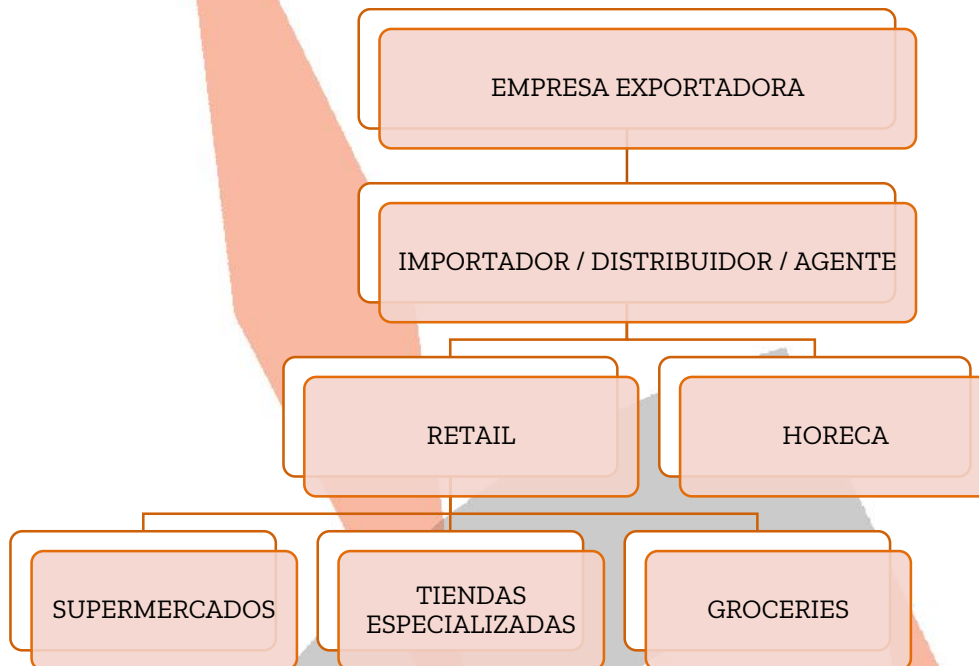 EMPRESA EXPORTADORA
IMPORTADOR / DISTRIBUIDOR / AGENTE
RETAIL
HORECA
SUPERMERCADOS
TIENDAS
ESPECIALIZADAS
GROCERIES